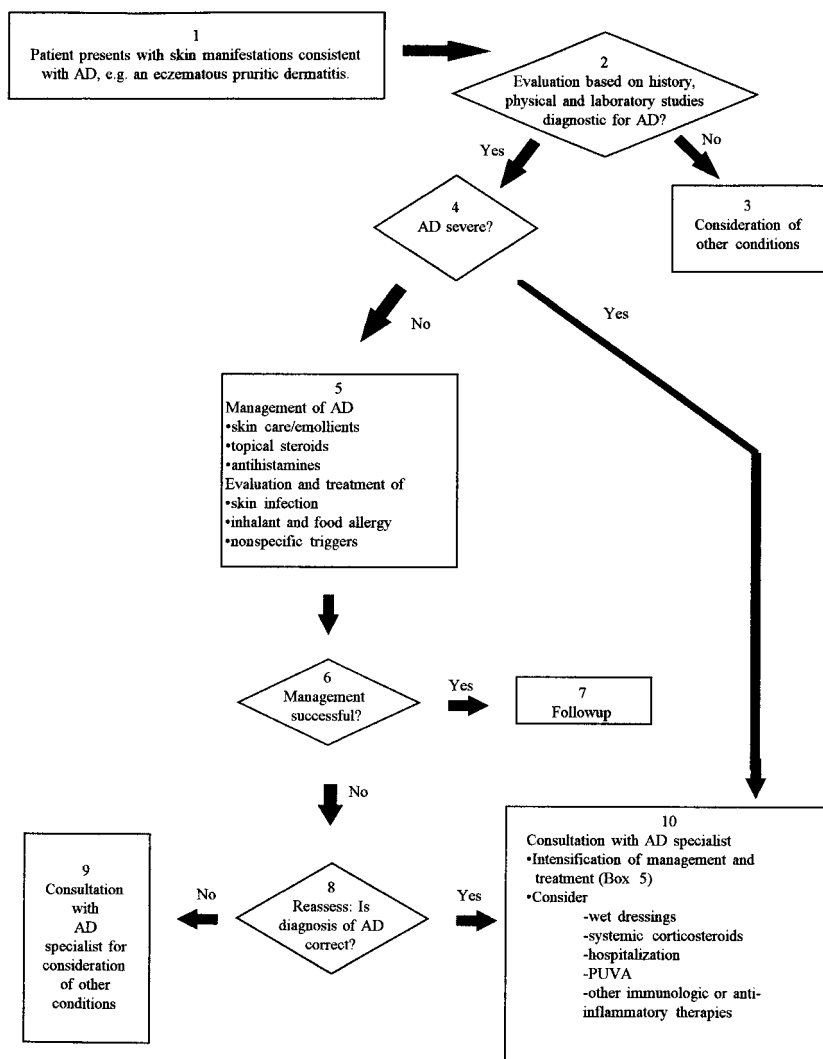 1
Patient presents with skin manifestations consistent
with AD, e.g. an eczematous pruritic dermatitis.
2
Evaluation based on history,
physical and laboratory studies
diagnostic for AD?
Yes
No
3
Consideration of
other conditions
4
AD severe?
No
Yes
5
Management of AD
•skin care/emollients
•topical steroids
•antihistamines
Evaluation and treatment of
•skin infection
•inhalant and food allergy
•nonspecific triggers
6
Management
successful?
Yes
7
Followup
No
8
Reassess: Is
diagnosis of AD
correct?
No
Yes
9
Consultation
with
AD
specialist for
consideration
of other
conditions
10
Consultation with AD specialist
•Intensification of management and
treatment (Box 5)
•Consider
-wet dressings
-systemic corticosteroids
-hospitalization
-PUVA
-other immunologic or anti-
inflammatory therapies